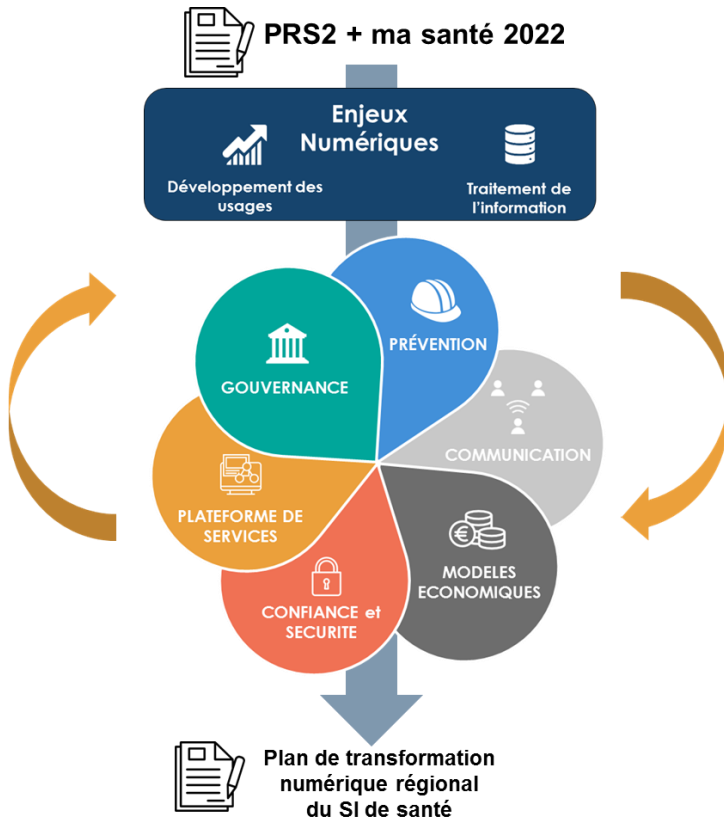 PRS2 + ma santé 2022
Enjeux
Numériques
Développement des
usages
Traitement de
l'information
PRÉVENTION
GOUVERNANCE
COMMUNICATION
PLATEFORME DE
SERVICES
MODELES
ECONOMIQUES
CONFIANCE et
SECURITE
Plan de transformation
numérique régional
du SI de santé